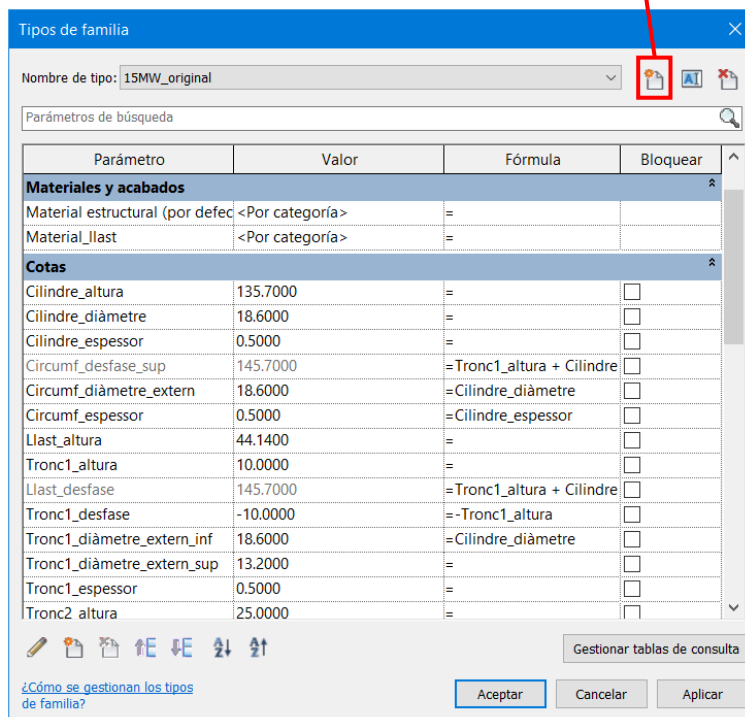 Tipos de familia
Nombre de tipo: 15MW_original
Parámetros de búsqueda
Parámetro Valor Fórmula Bloquear
Materiales y acabados
Material estructural (por defec <Por categoría> =
Material_llast <Por categoría> =
Cotas
Cilindre_altura 135.7000 =
Cilindre_diàmetre 18.6000 =
Cilindre_espessor 0.5000 =
Circumf_desfase_sup 145.7000 =Tronc1_altura + Cilindre
Circumf_diàmetre_extern 18.6000 =Cilindre_diàmetre
Circumf_espessor 0.5000 =Cilindre_espessor
Llast_altura 44.1400 =
Tronc1_altura 10.0000 =
Llast_desfase 145.7000 =Tronc1_altura + Cilindre
Tronc1_desfase -10.0000 =-Tronc1_altura
Tronc1_diàmetre_extern_inf 18.6000 =Cilindre_diàmetre
Tronc1_diàmetre_extern_sup 13.2000 =
Tronc1_espessor 0.5000 =
Tronc2_altura 25.0000 =
Gestionar tablas de consulta
¿Cómo se gestionan los tipos
de familia?
Aceptar Cancelar Aplicar